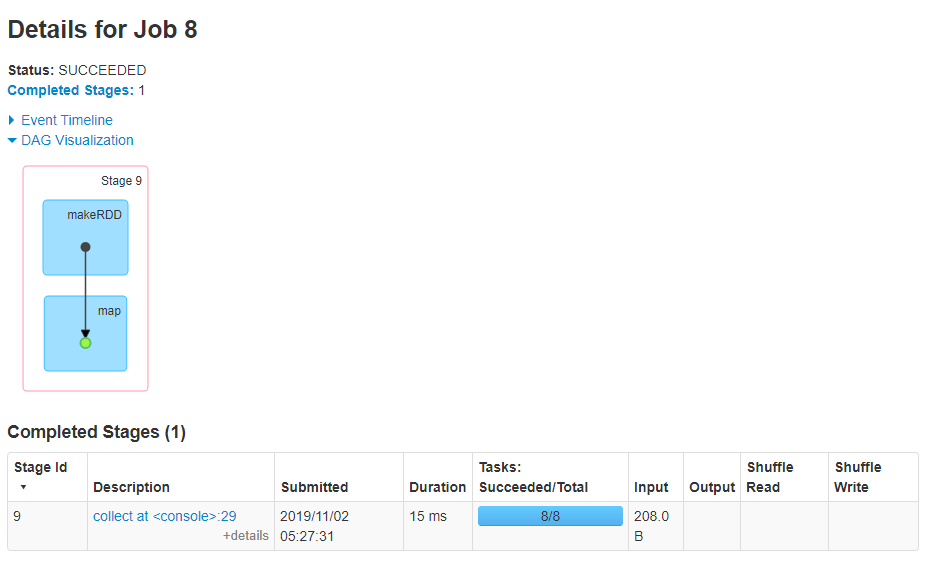 Details for Job 8
Status: SUCCEEDED
Completed Stages: 1
Event Timeline
DAG Visualization
Stage 9
makeRDD
map
Completed Stages (1)
Stage Id Description Submitted Duration Tasks: Succeeded/Total Input Output Shuffle Read Shuffle Write
9 collect at <console>:29 2019/11/02 15 ms 8/8 208.0
+details 05:27:31 B